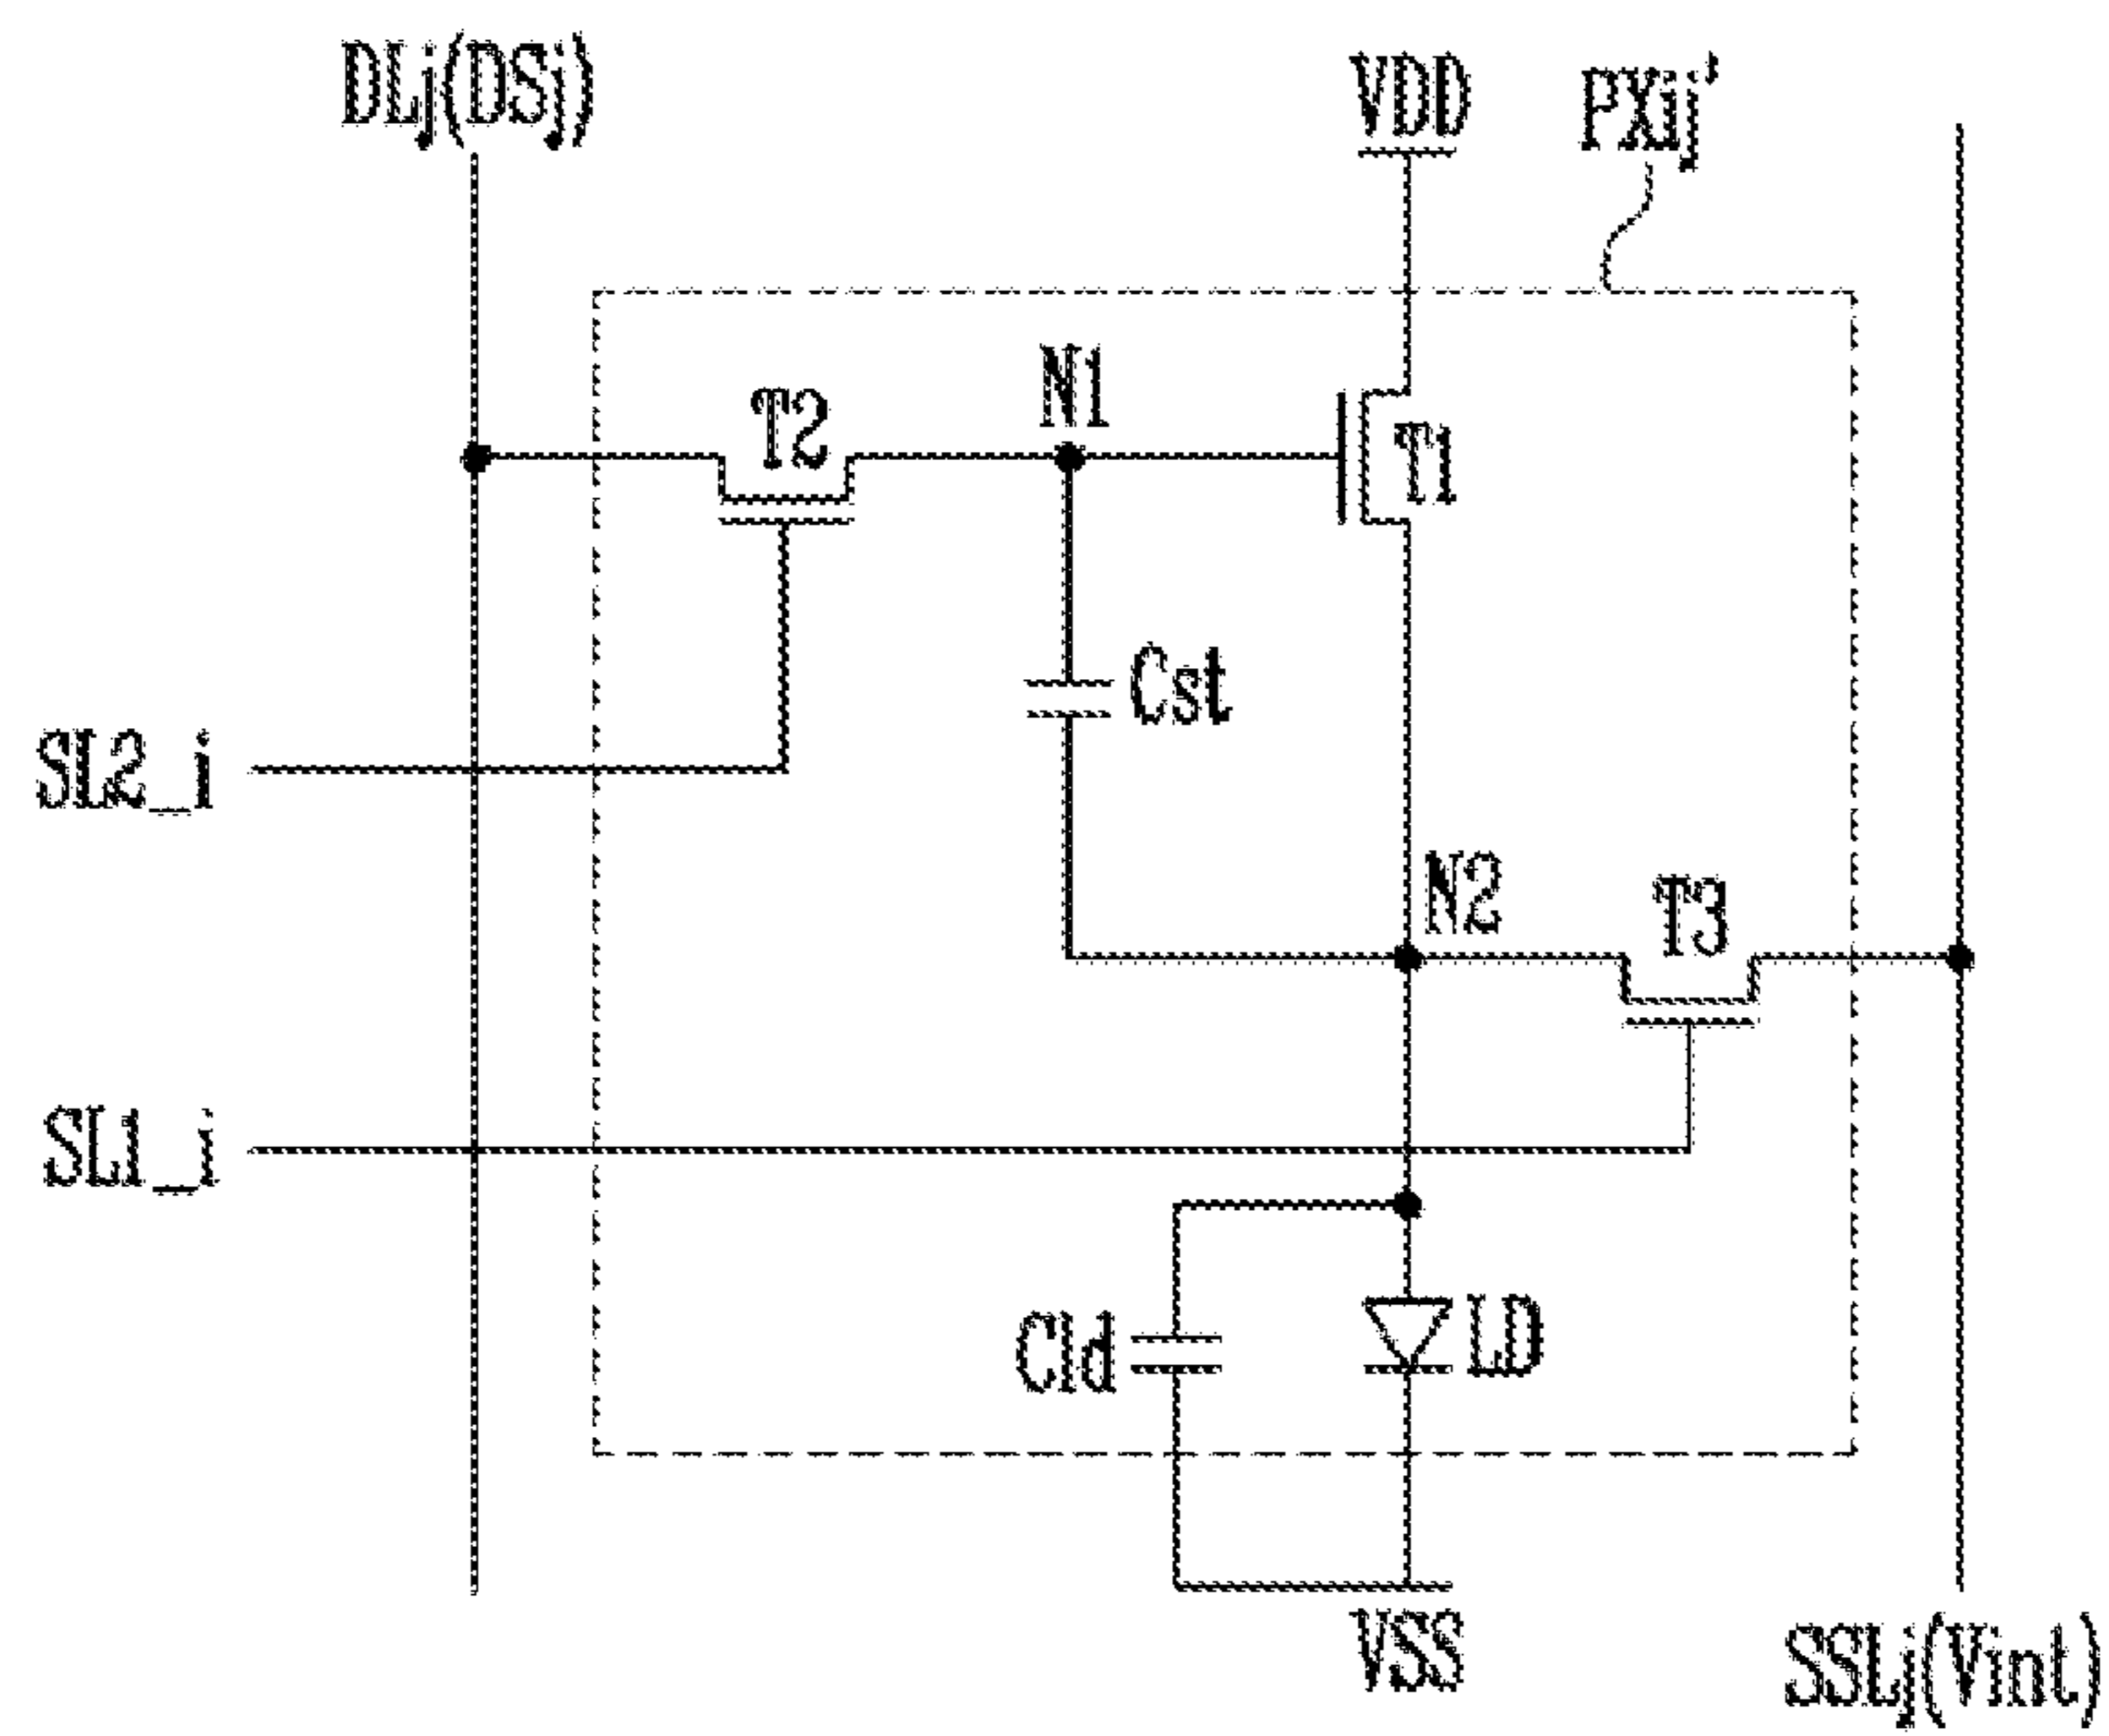 DLj(DSj)
VDD
PXij'
N1
T2
T1
Cst
SL2_i
N2
T3
SL1_i
Cld
LD
VSS
SSLj(Vint)